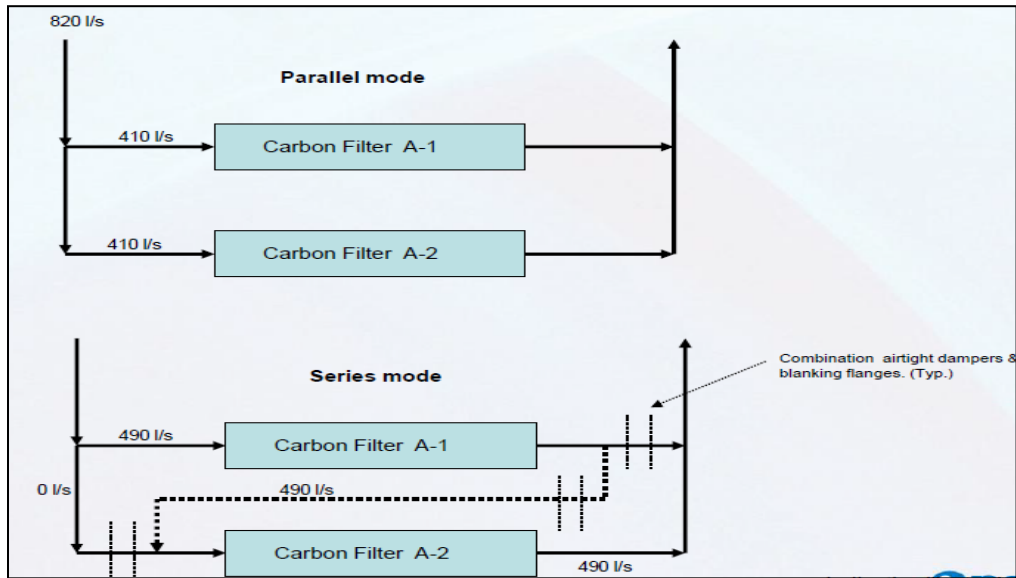 820 l/s
Parallel mode
410 l/s
Carbon Filter A-1
410 l/s
Carbon Filter A-2
Series mode
Combination airtight dampers &
blanking flanges. (Typ.)
490 l/s
Carbon Filter A-1
0 l/s
490 l/s
Carbon Filter A-2
490 l/s